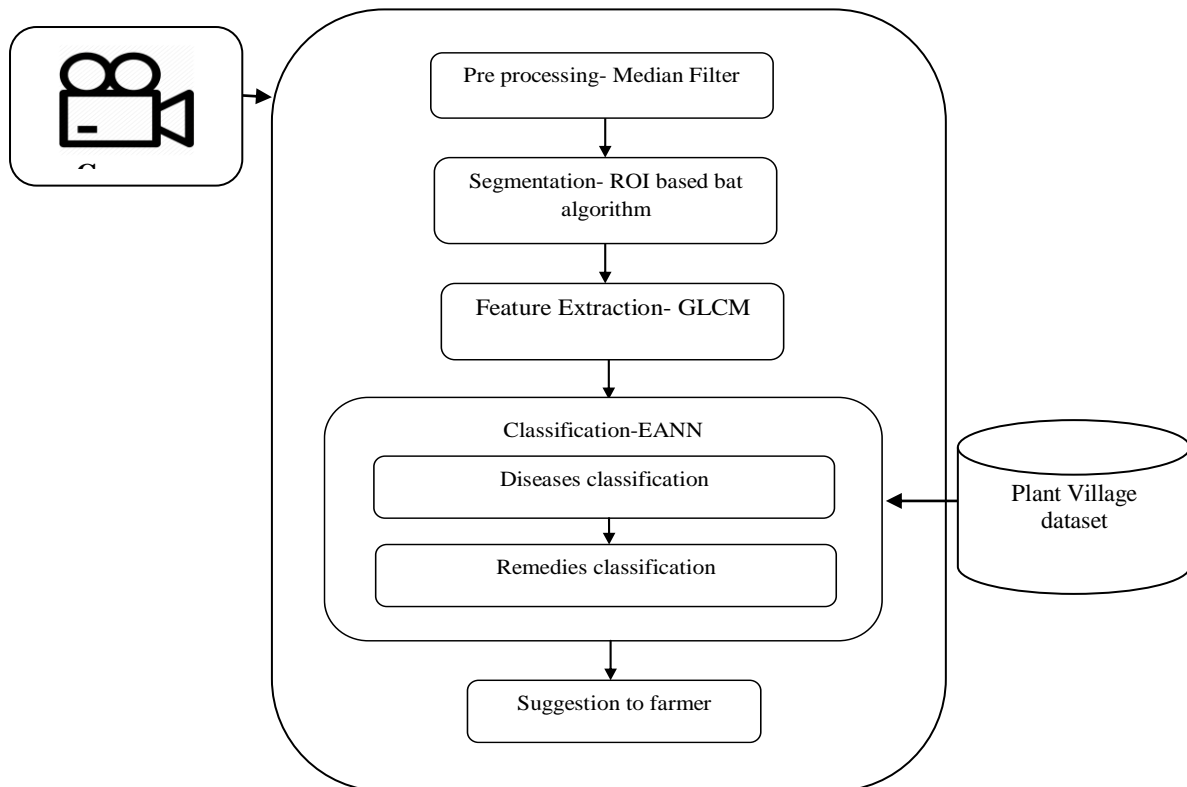 Pre processing- Median Filter
Segmentation- ROI based bat
algorithm
Feature Extraction- GLCM
Classification-EANN
Diseases classification
Remedies classification
Suggestion to farmer
Plant Village
dataset